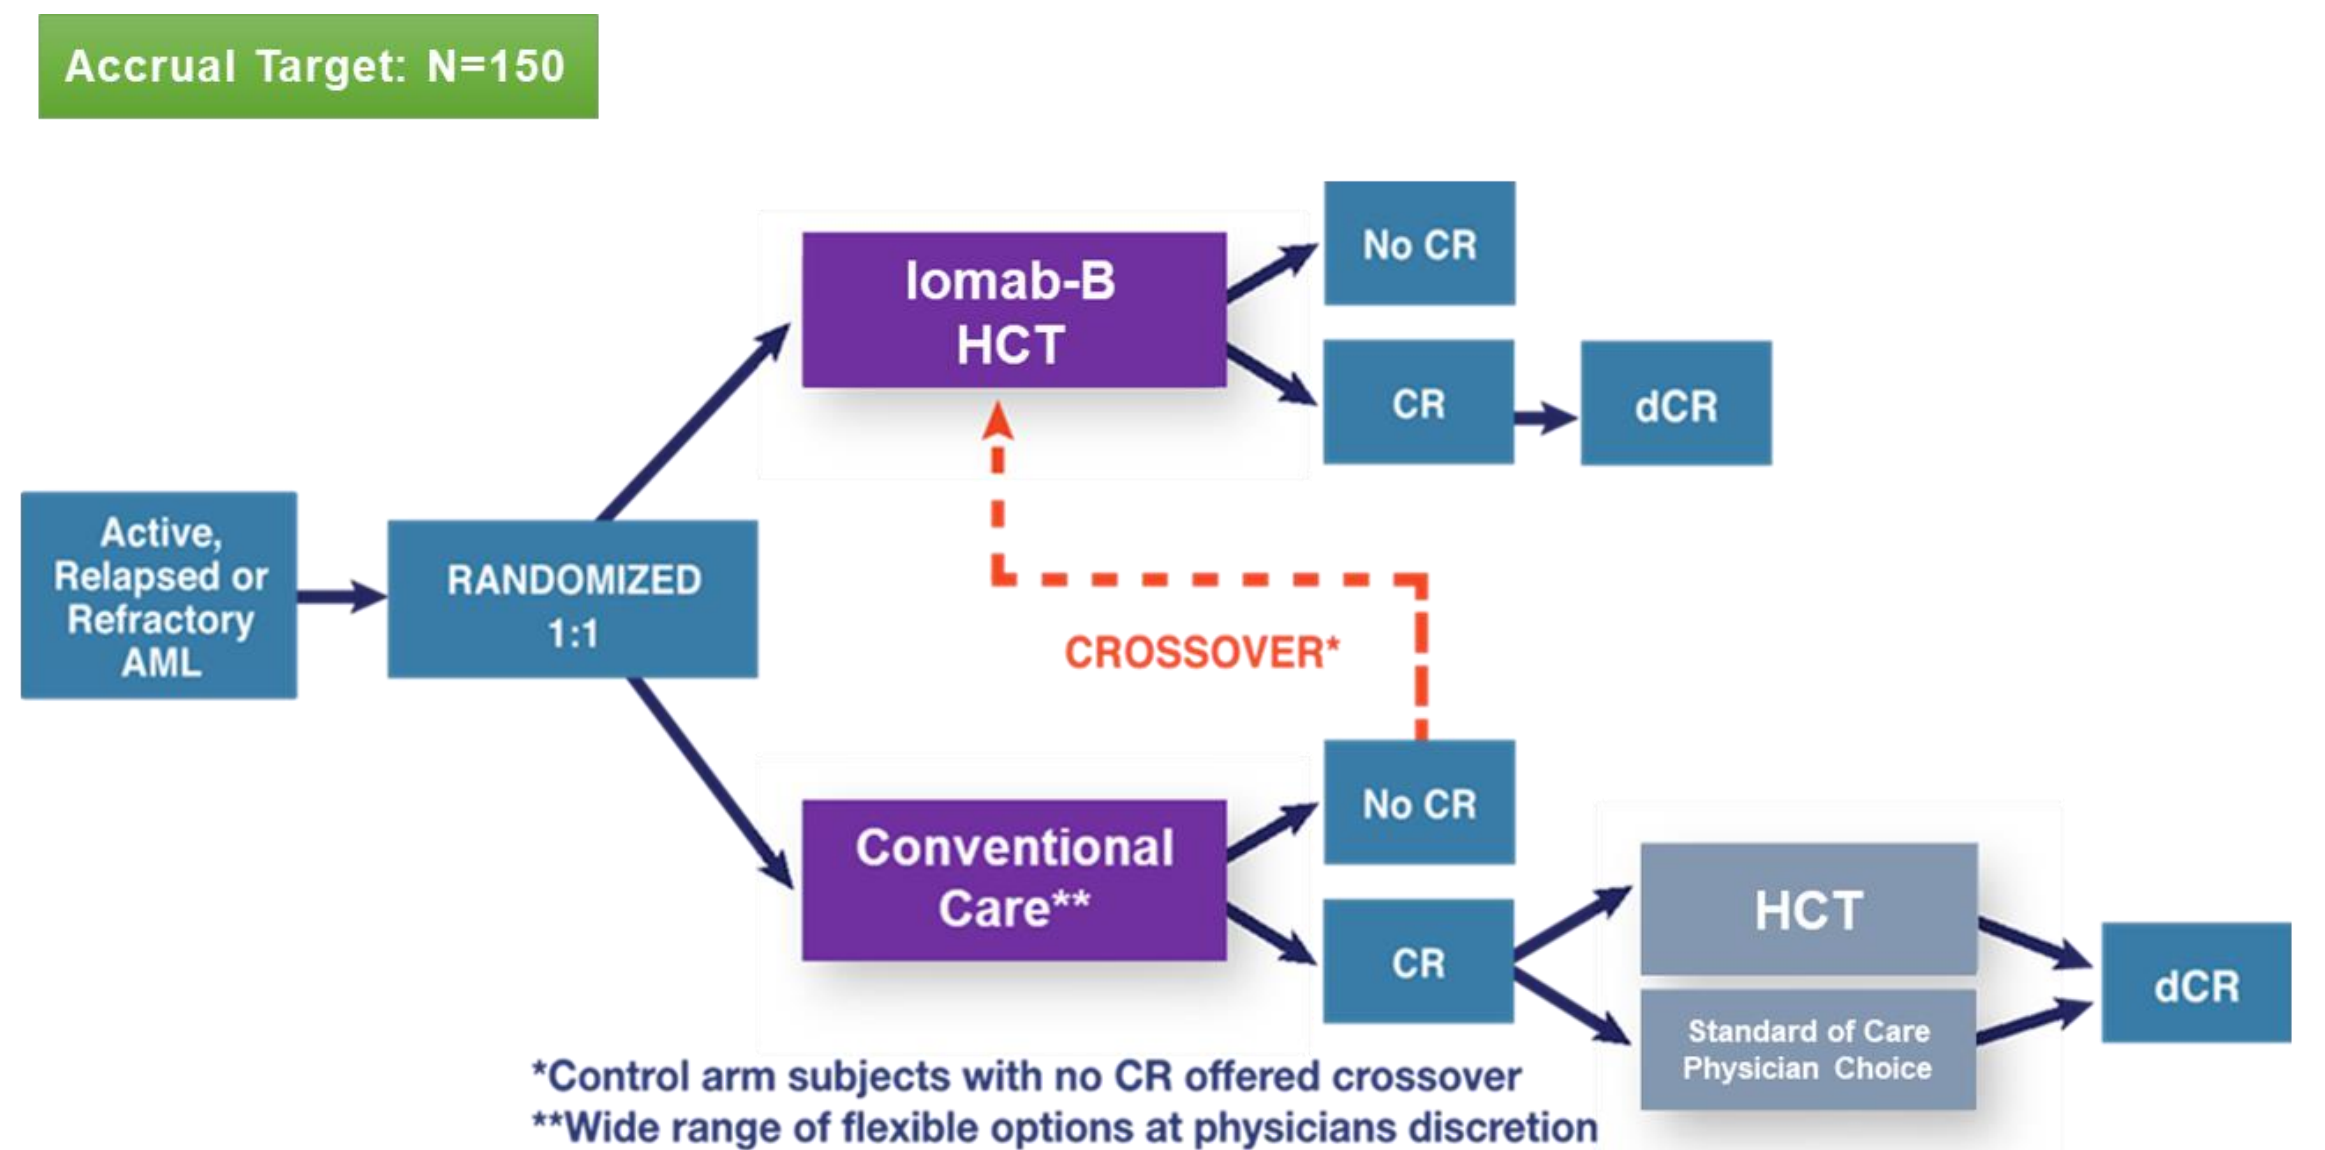 Accrual Target: N=150
No CR
Iomab-B
HCT
CR
dCR
Active,
Relapsed or
Refractory
AML
RANDOMIZED
1:1
CROSSOVER*
No CR
Conventional
Care**
CR
HCT
dCR
Standard of Care
Physician Choice
*Control arm subjects with no CR offered crossover
**Wide range of flexible options at physicians discretion